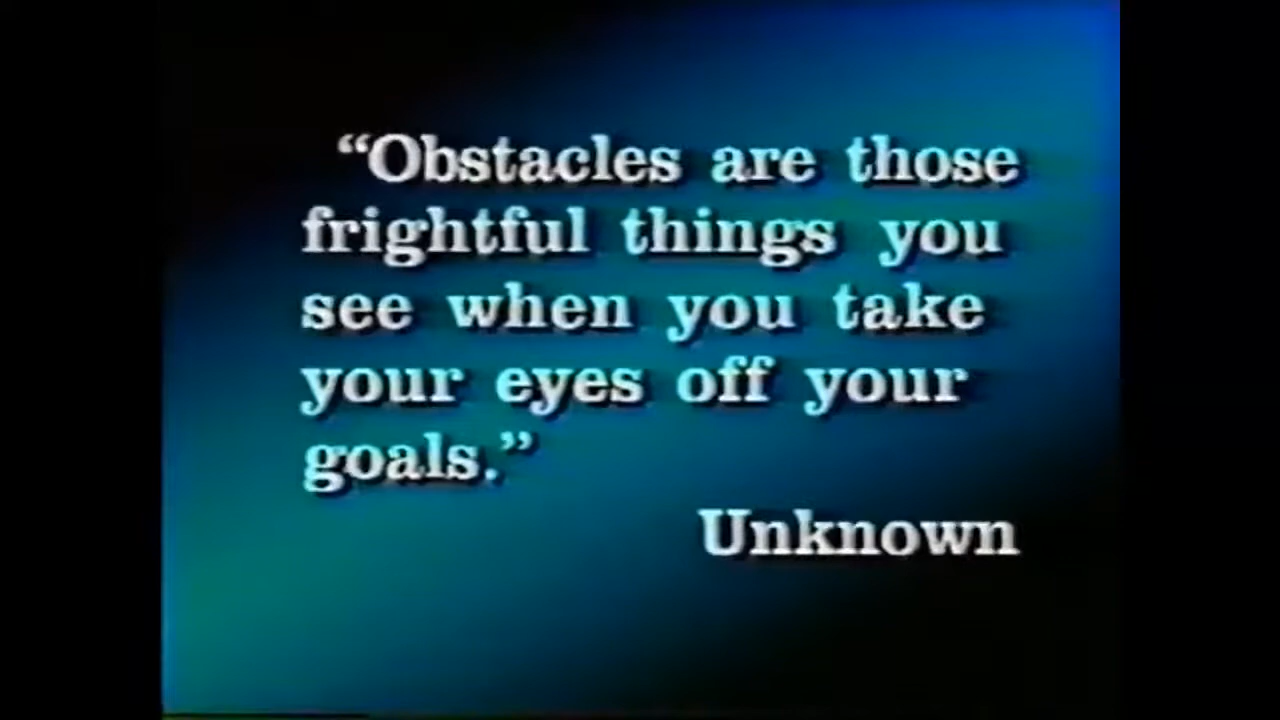 “Obstacles are those
frightful things you
see when you take
your eyes off your
goals.”
Unknown